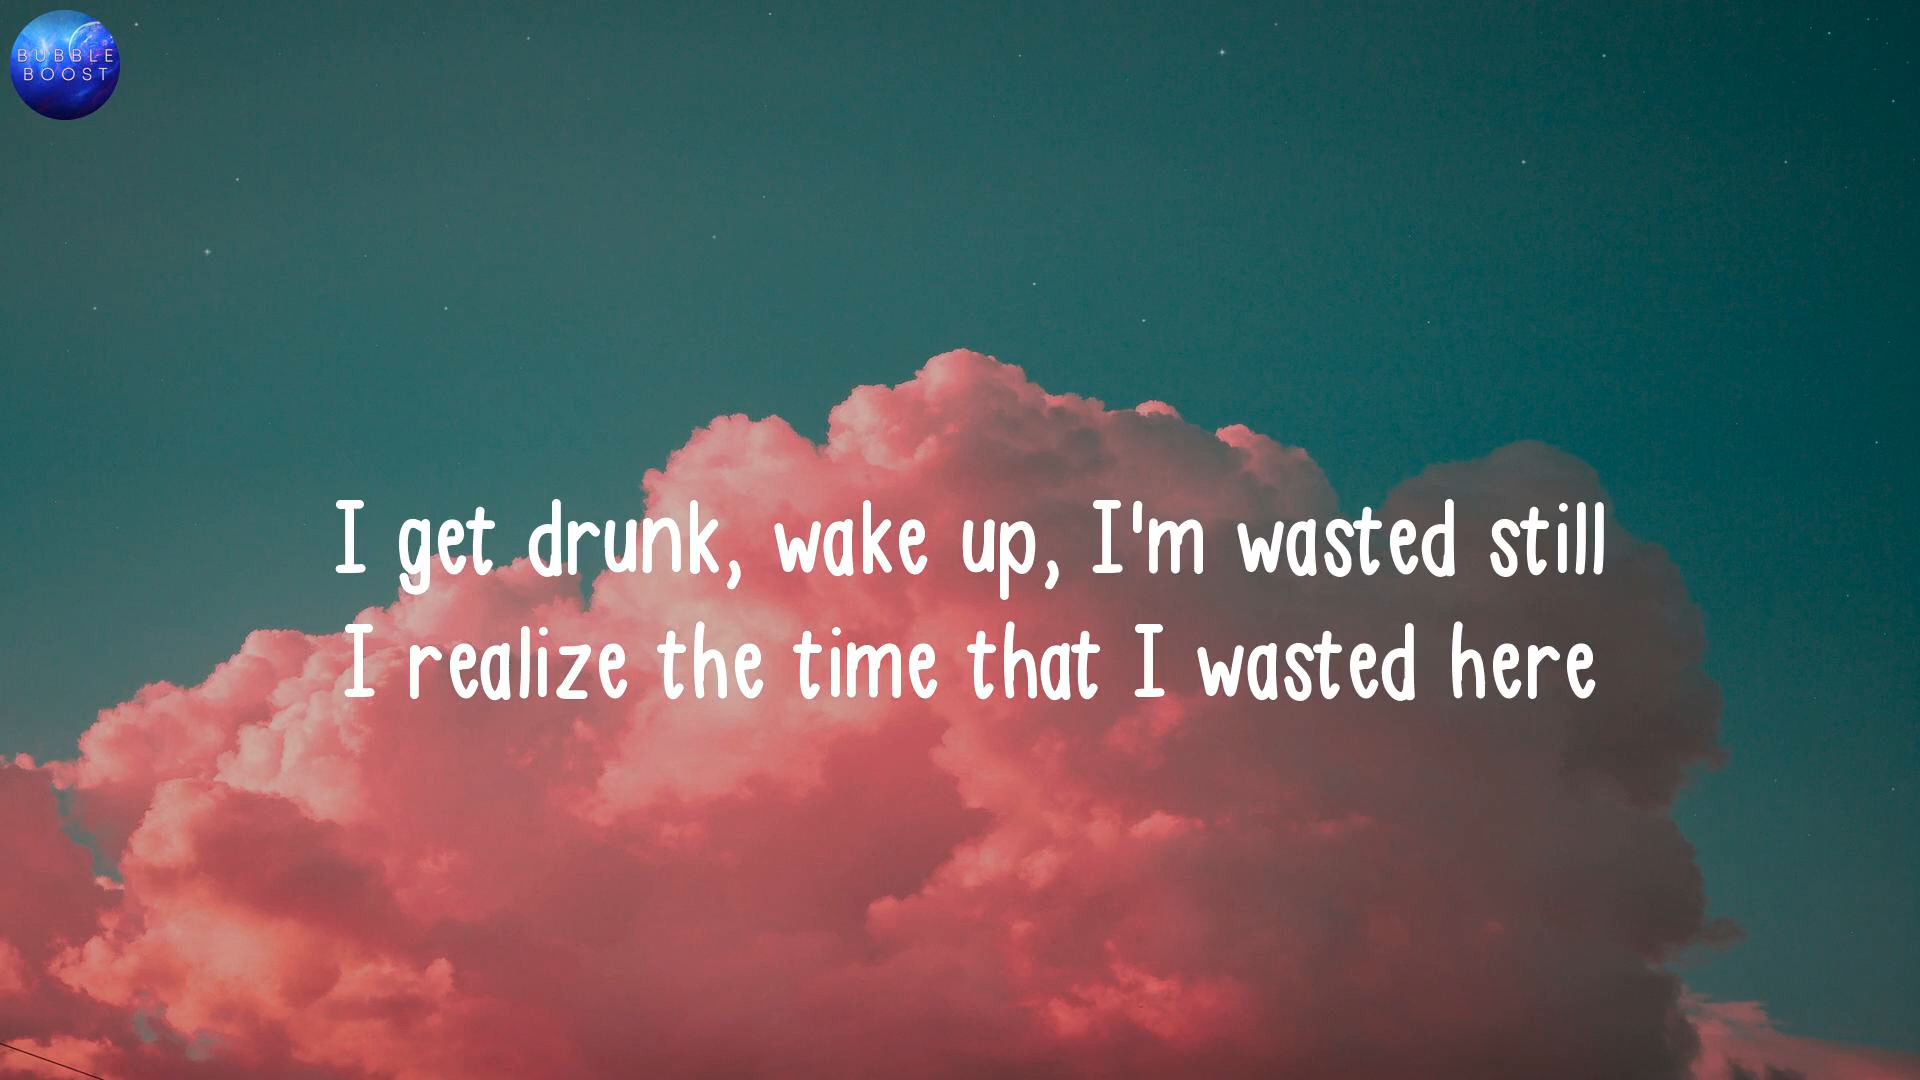 BUBBLE
BOOST
I get drunk, wake up, I'm wasted still
I realize the time that I wasted here